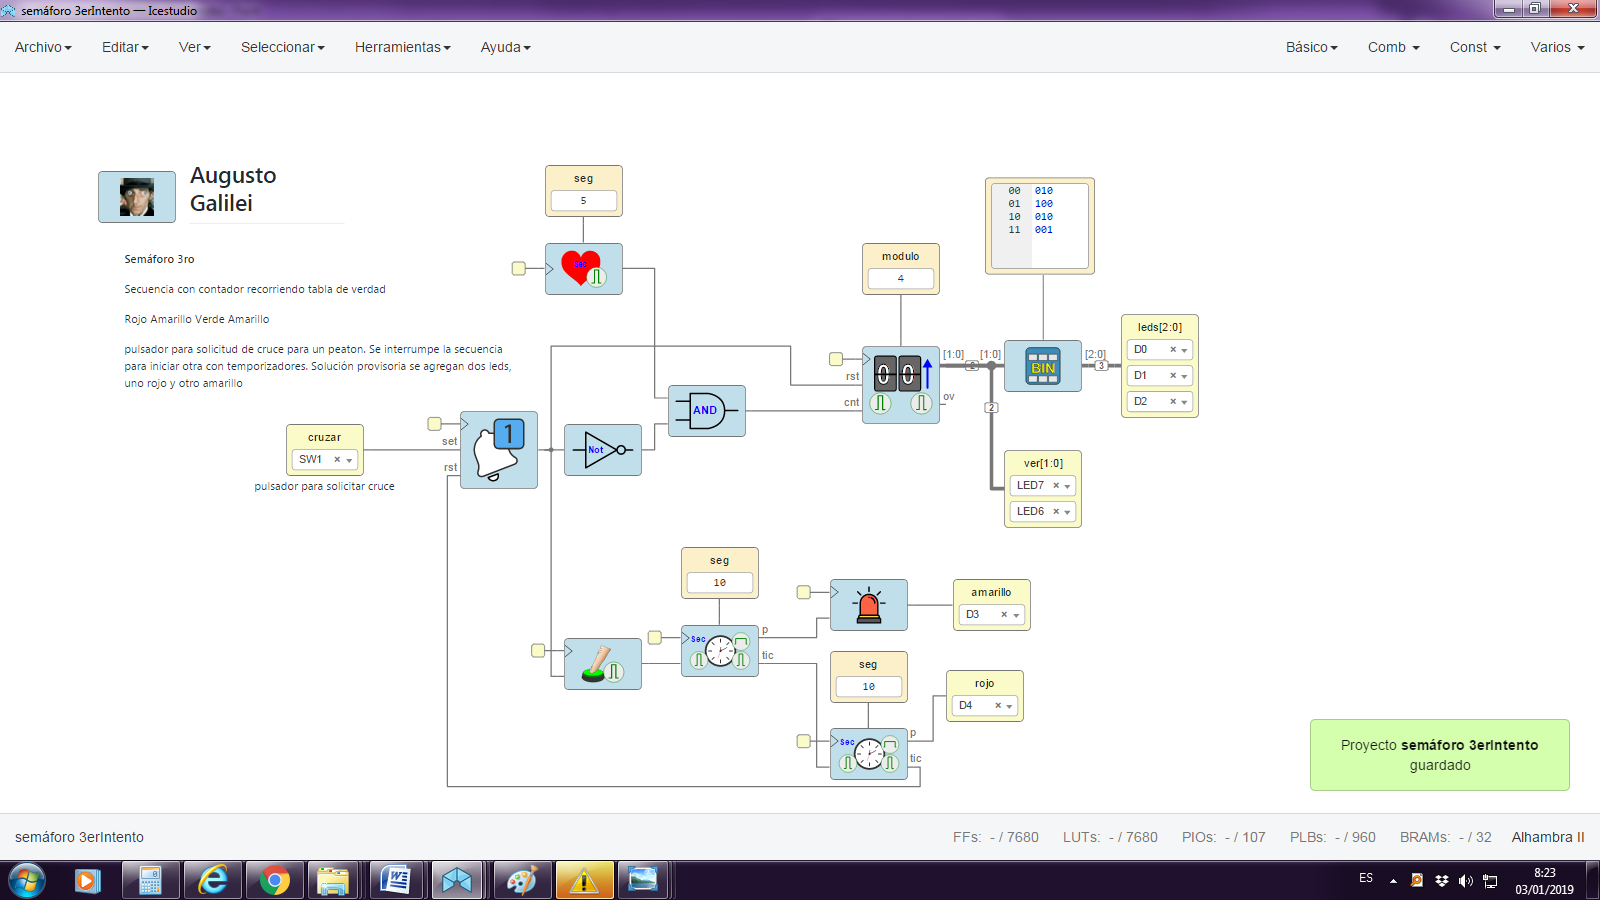 semáforo 3erIntento — Icestudio
Archivo Editar Ver Seleccionar Herramientas Ayuda Básico Comb Const Varios
Augusto
Galilei
Semáforo 3ro
Secuencia con contador recorriendo tabla de verdad
Rojo Amarillo Verde Amarillo
pulsador para solicitud de cruce para un peaton. Se interrumpe la secuencia
para iniciar otra con temporizadores. Solución provisoria se agregan dos leds,
uno rojo y otro amarillo
seg
5
Sec
modulo
4
00 010
01 100
10 010
11 001
leds[2:0]
D0
D1
D2
[1:0] [1:0] [2:0]
2 3
rst
cnt
ov
0 0
BIN
2
AND
ver[1:0]
LED7
LED6
cruzar
SW1
pulsador para solicitar cruce
set
rst
1
Not
seg
10
Sec
p
tic
amarillo
D3
seg
10
Sec
p
tic
rojo
D4
Proyecto semáforo 3erIntento
guardado
semáforo 3erIntento FFs: - / 7680 LUTs: - / 7680 PIOs: - / 107 PLBs: - / 960 BRAMs: - / 32 Alhambra II
ES
8:23
03/01/2019